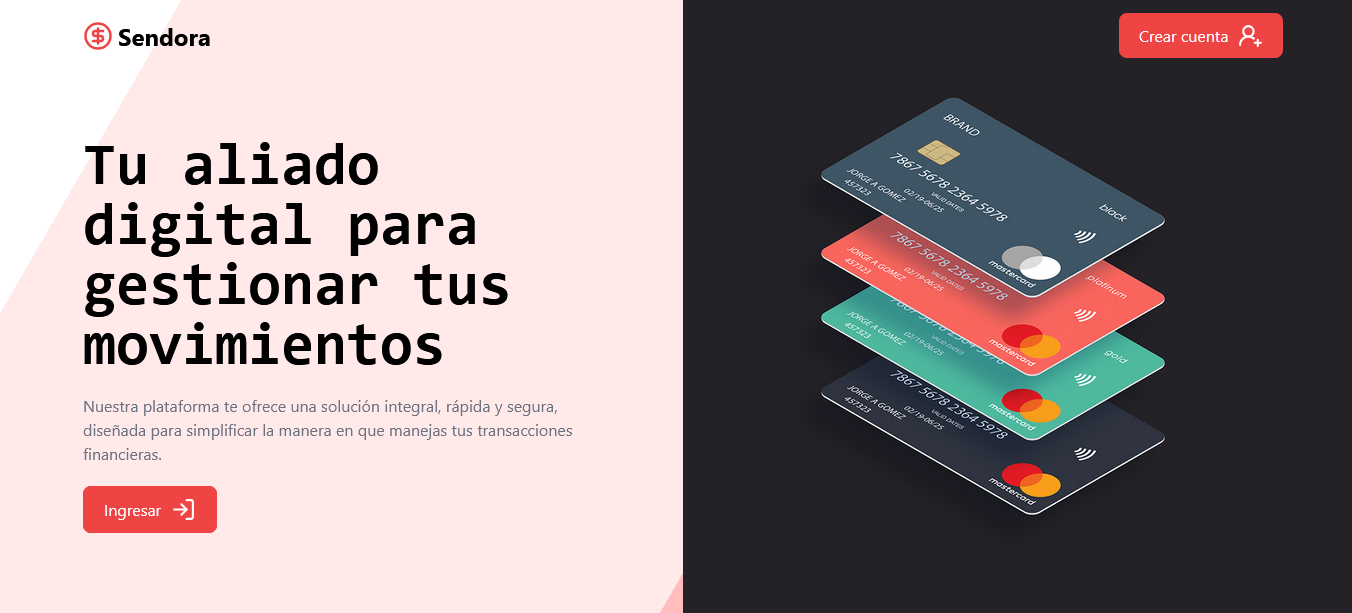 Sendora
Crear cuenta
Tu aliado
digital para
gestionar tus
movimientos
Nuestra plataforma te ofrece una solución integral, rápida y segura,
diseñada para simplificar la manera en que manejas tus transacciones
financieras.
Ingresar
BRAND
7867 5678 2364 5978
VALID DATES
02/19-06/25
JORGE A GOMEZ
457323
black
mastercard
7867 5678 2364 5978
VALID DATES
02/19-06/25
JORGE A GOMEZ
457323
platinum
mastercard
7867 5678 2364 5978
VALID DATES
02/19-06/25
JORGE A GOMEZ
457323
gold
mastercard
7867 5678 2364 5978
VALID DATES
02/19-06/25
JORGE A GOMEZ
457323
mastercard